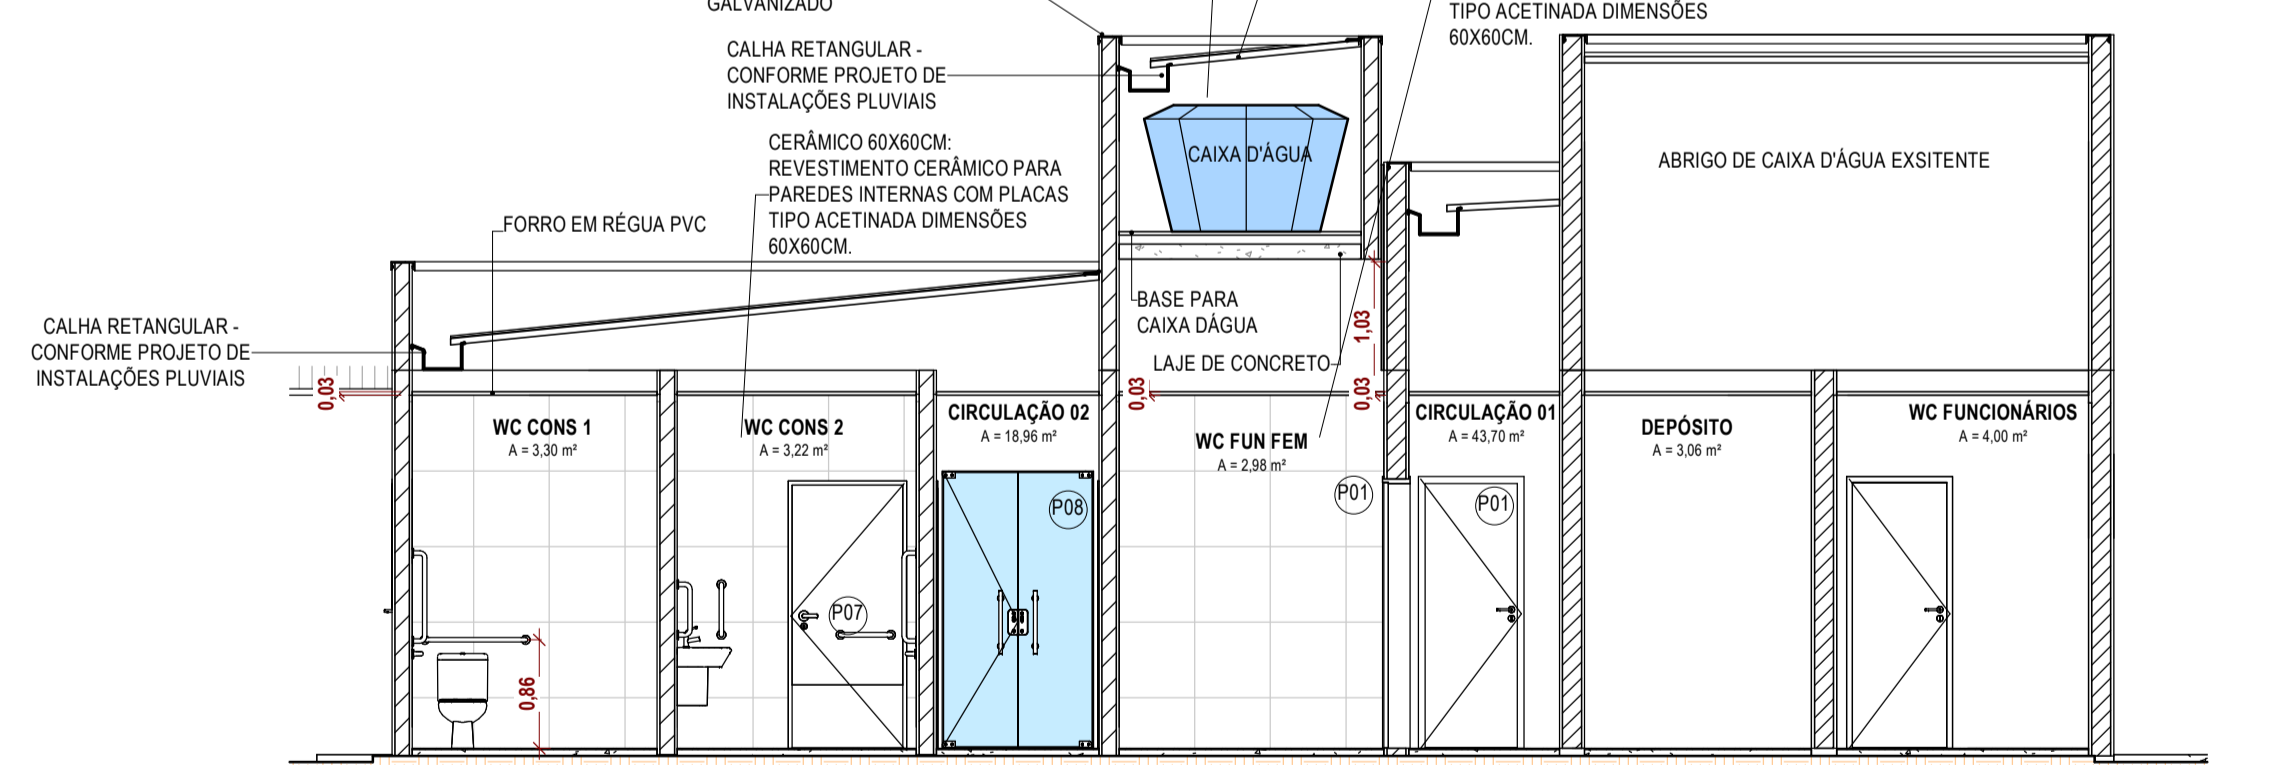 GALVANIZADO
TIPO ACETINADA DIMENSÕES
60X60CM.
CALHA RETANGULAR -
CONFORME PROJETO DE
INSTALAÇÕES PLUVIAIS
CERÂMICO 60X60CM:
REVESTIMENTO CERÂMICO PARA
PAREDES INTERNAS COM PLACAS
TIPO ACETINADA DIMENSÕES
60X60CM.
CAIXA D'ÁGUA
ABRIGO DE CAIXA D'ÁGUA EXSITENTE
FORRO EM RÉGUA PVC
BASE PARA
CAIXA DÁGUA
1,03
LAJE DE CONCRETO
CALHA RETANGULAR -
CONFORME PROJETO DE
INSTALAÇÕES PLUVIAIS
0,03
0,03
0,03
WC CONS 1
A = 3,30 m²
WC CONS 2
A = 3,22 m²
CIRCULAÇÃO 02
A = 18,96 m²
WC FUN FEM
A = 2,98 m²
CIRCULAÇÃO 01
A = 43,70 m²
DEPÓSITO
A = 3,06 m²
WC FUNCIONÁRIOS
A = 4,00 m²
P08
P01
P01
P07
0,86